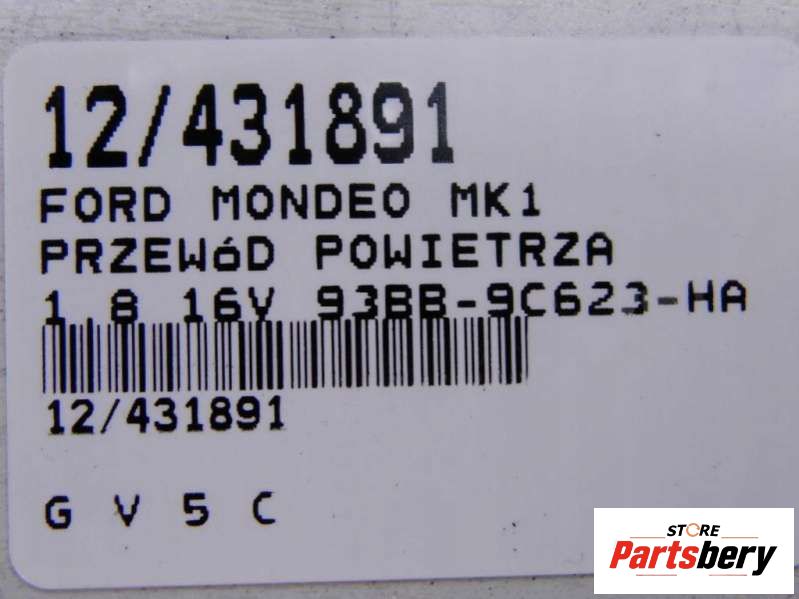 12/431891
FORD MONDEO MK1
PRZEWóD POWIETRZA
1.8 16V 93BB-9C623-HA
12/431891
G V 5 C
STORE
Partsbery